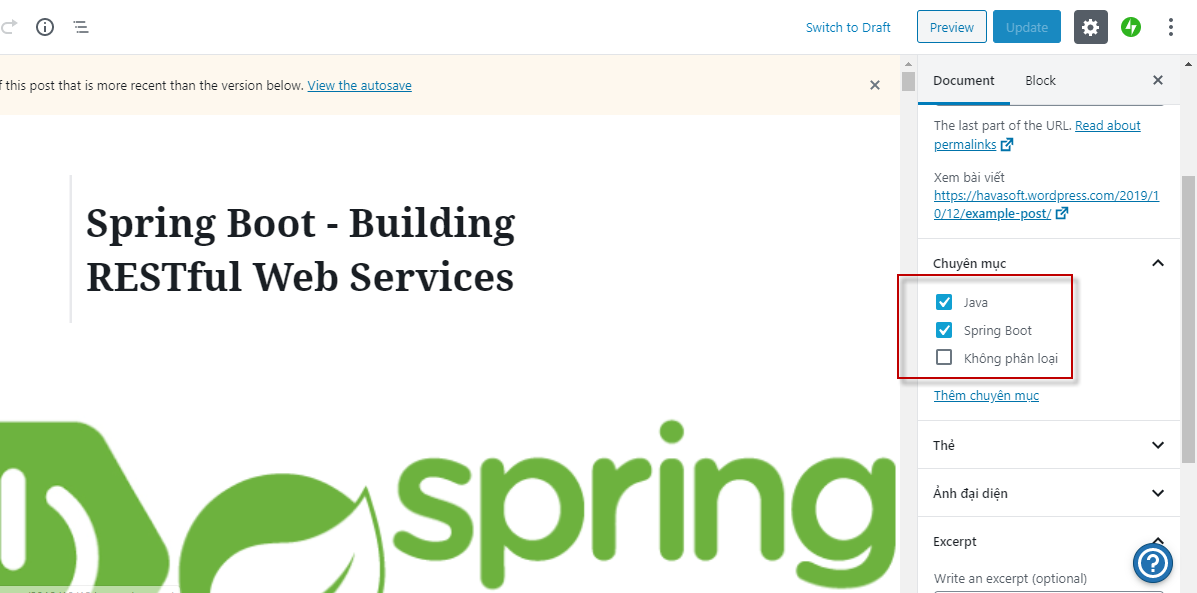 Switch to Draft
Preview
Update
f this post that is more recent than the version below. View the autosave
Spring Boot - Building
RESTful Web Services
spring
Document
Block
The last part of the URL. Read about
permalinks
Xem bài viết
https://havasoft.wordpress.com/2019/1
0/12/example-post/
Chuyên mục
Java
Spring Boot
Không phân loại
Thêm chuyên mục
Thẻ
Ảnh đại diện
Excerpt
Write an excerpt (optional)